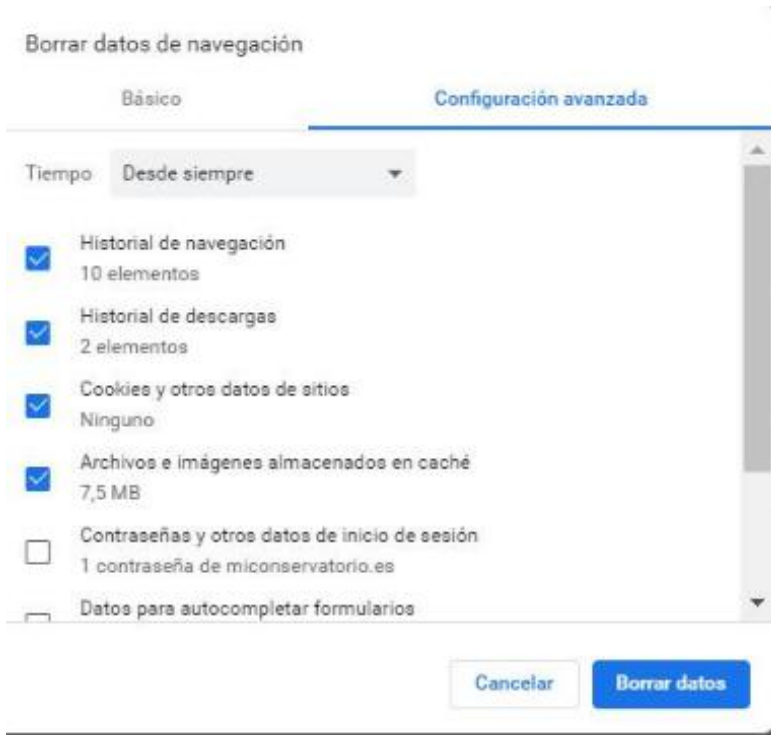 Borrar datos de navegación
Básico
Configuración avanzada
Tiempo Desde siempre
Historial de navegación
10 elementos
Historial de descargas
2 elementos
Cookies y otros datos de sitios
Ninguno
Archivos e imágenes almacenados en caché
7,5 MB
Contraseñas y otros datos de inicio de sesión
1 contraseña de miconservatorio.es
Datos para autocompletar formularios
Cancelar
Borrar datos